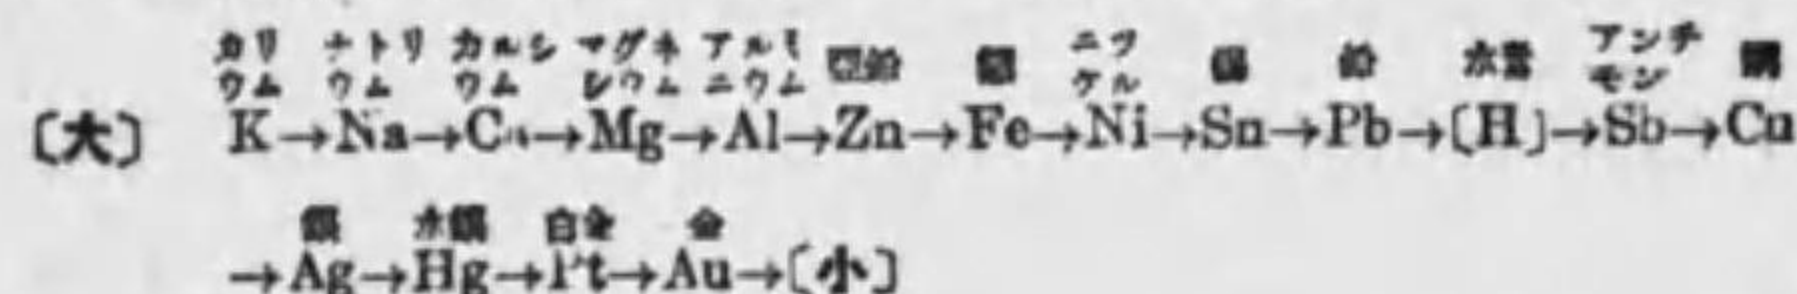 カリウム ナトリウム カルシウム マグネシウム アルミニウム 亞鉛 鐵 ニッケル 錫 鉛 水素 アンチモン 銅
〔大〕 K→Na→Ca→Mg→Al→Zn→Fe→Ni→Sn→Pb→〔H〕→Sb→Cu
銀 水銀 白金 金
→Ag→Hg→Pt→Au→〔小〕